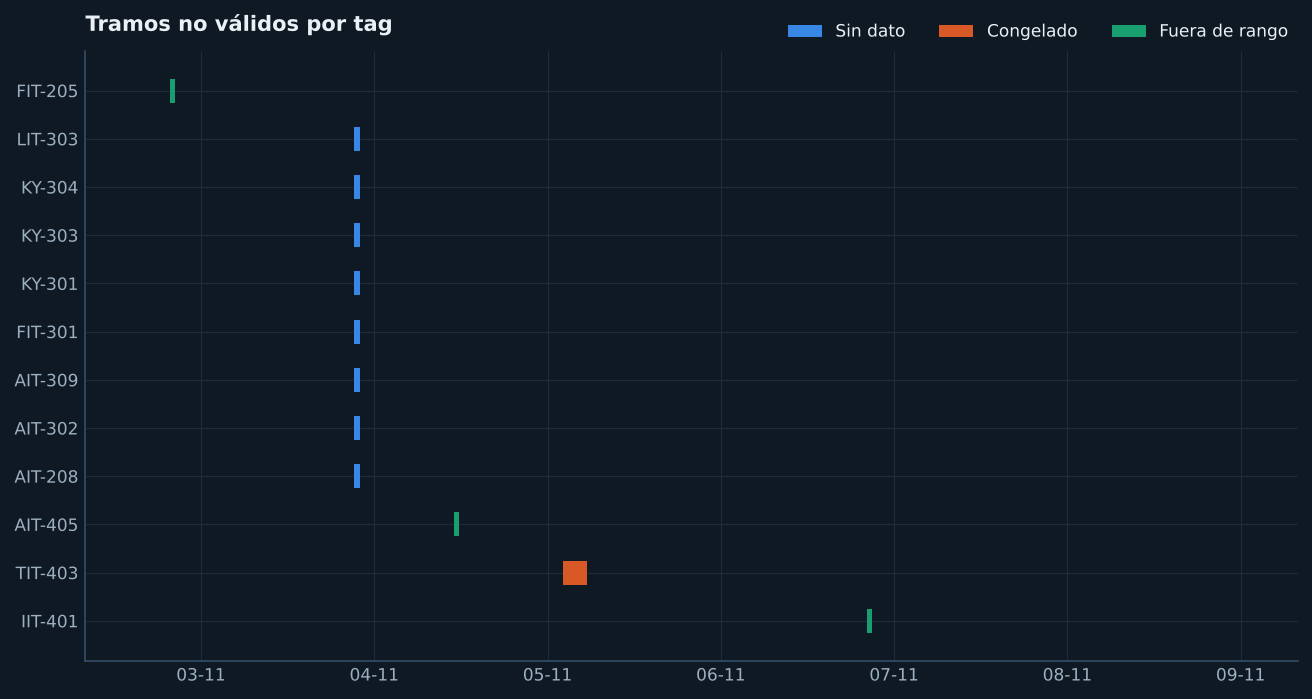 Tramos no válidos por tag
Sin dato
Congelado
Fuera de rango
FIT-205
LIT-303
KY-304
KY-303
KY-301
FIT-301
AIT-309
AIT-302
AIT-208
AIT-405
TIT-403
IIT-401
03-11
04-11
05-11
06-11
07-11
08-11
09-11